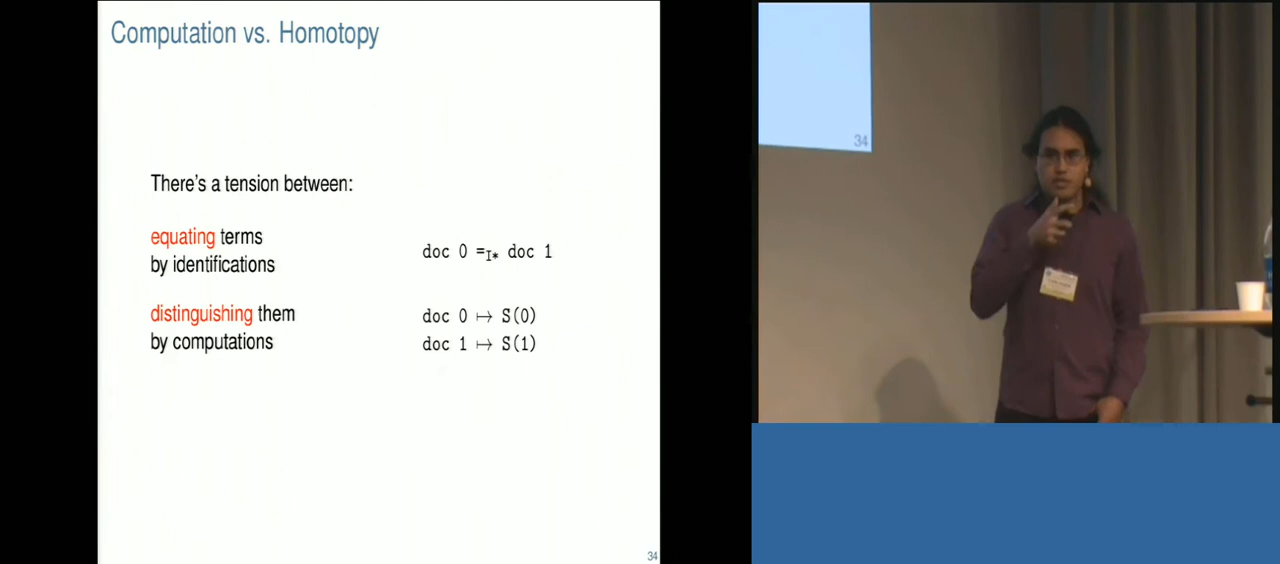 Computation vs. Homotopy
There's a tension between:
equating terms
by identifications
doc 0 =I* doc 1
distinguishing them
by computations
doc 0 ↦ S(0)
doc 1 ↦ S(1)
34
34